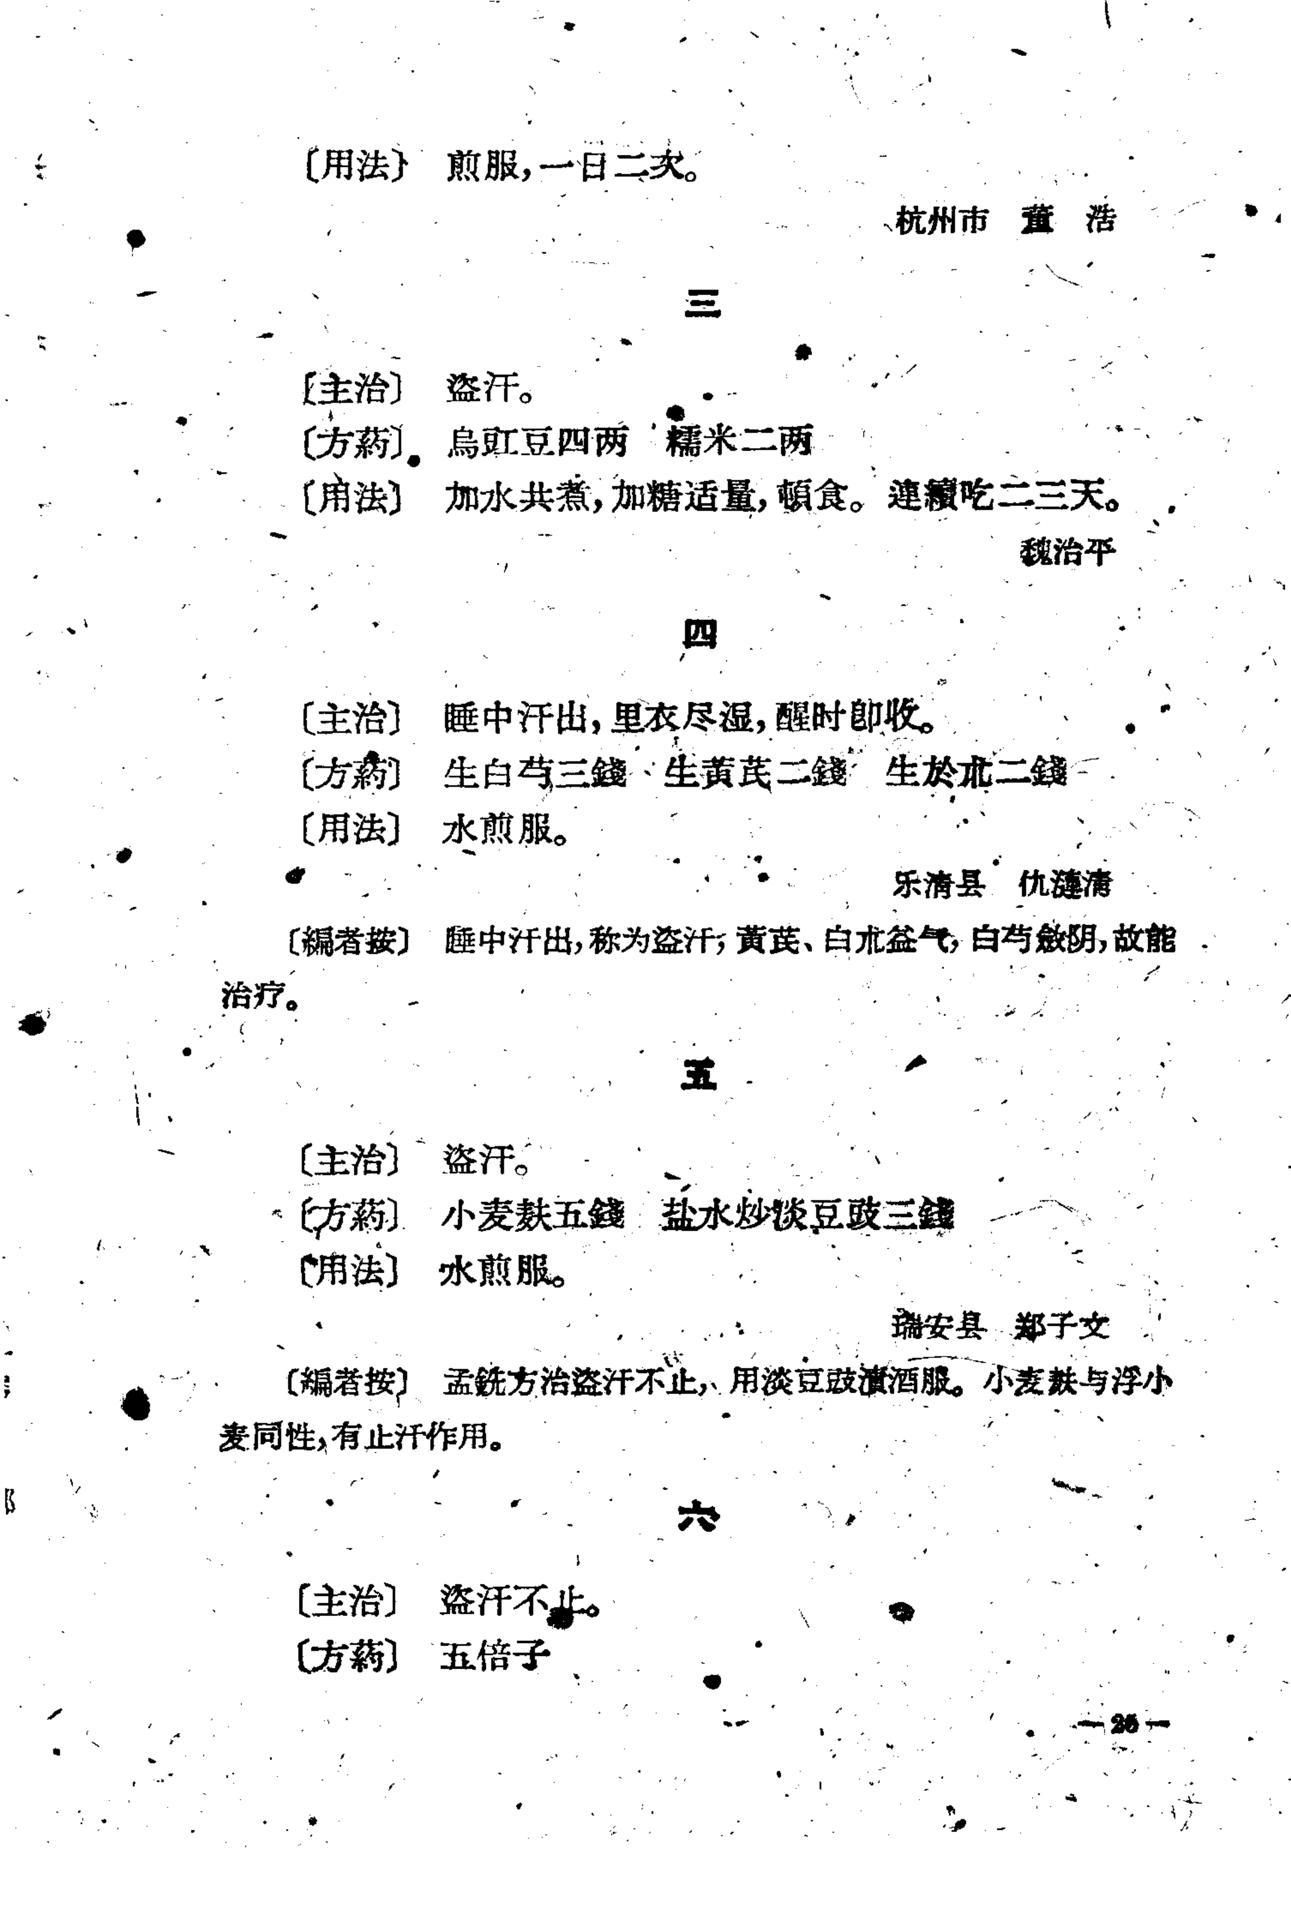 〔用法〕 煎服，一日二次。
杭州市 董 浩
三
〔主治〕 盗汗。
〔方葯〕 烏豇豆四两 糯米二两
〔用法〕 加水共煮，加糖适量，頓食。連續吃二三天。
魏治平
四
〔主治〕 睡中汗出，里衣尽湿，醒时卽收。
〔方葯〕 生白芍三錢 生黄芪二錢 生於朮二錢
〔用法〕 水煎服。
乐清县 仇漣清
〔編者按〕 睡中汗出，称为盗汗；黄芪、白朮益气，白芍斂阴，故能
治疗。
五
〔主治〕 盗汗。
〔方葯〕 小麦麸五錢 盐水炒淡豆豉三錢
〔用法〕 水煎服。
瑞安县 郑子文
〔編者按〕 孟銑方治盗汗不止，用淡豆豉漬酒服。小麦麸与浮小
麦同性，有止汗作用。
六
〔主治〕 盗汗不止。
〔方葯〕 五倍子
— 25 —